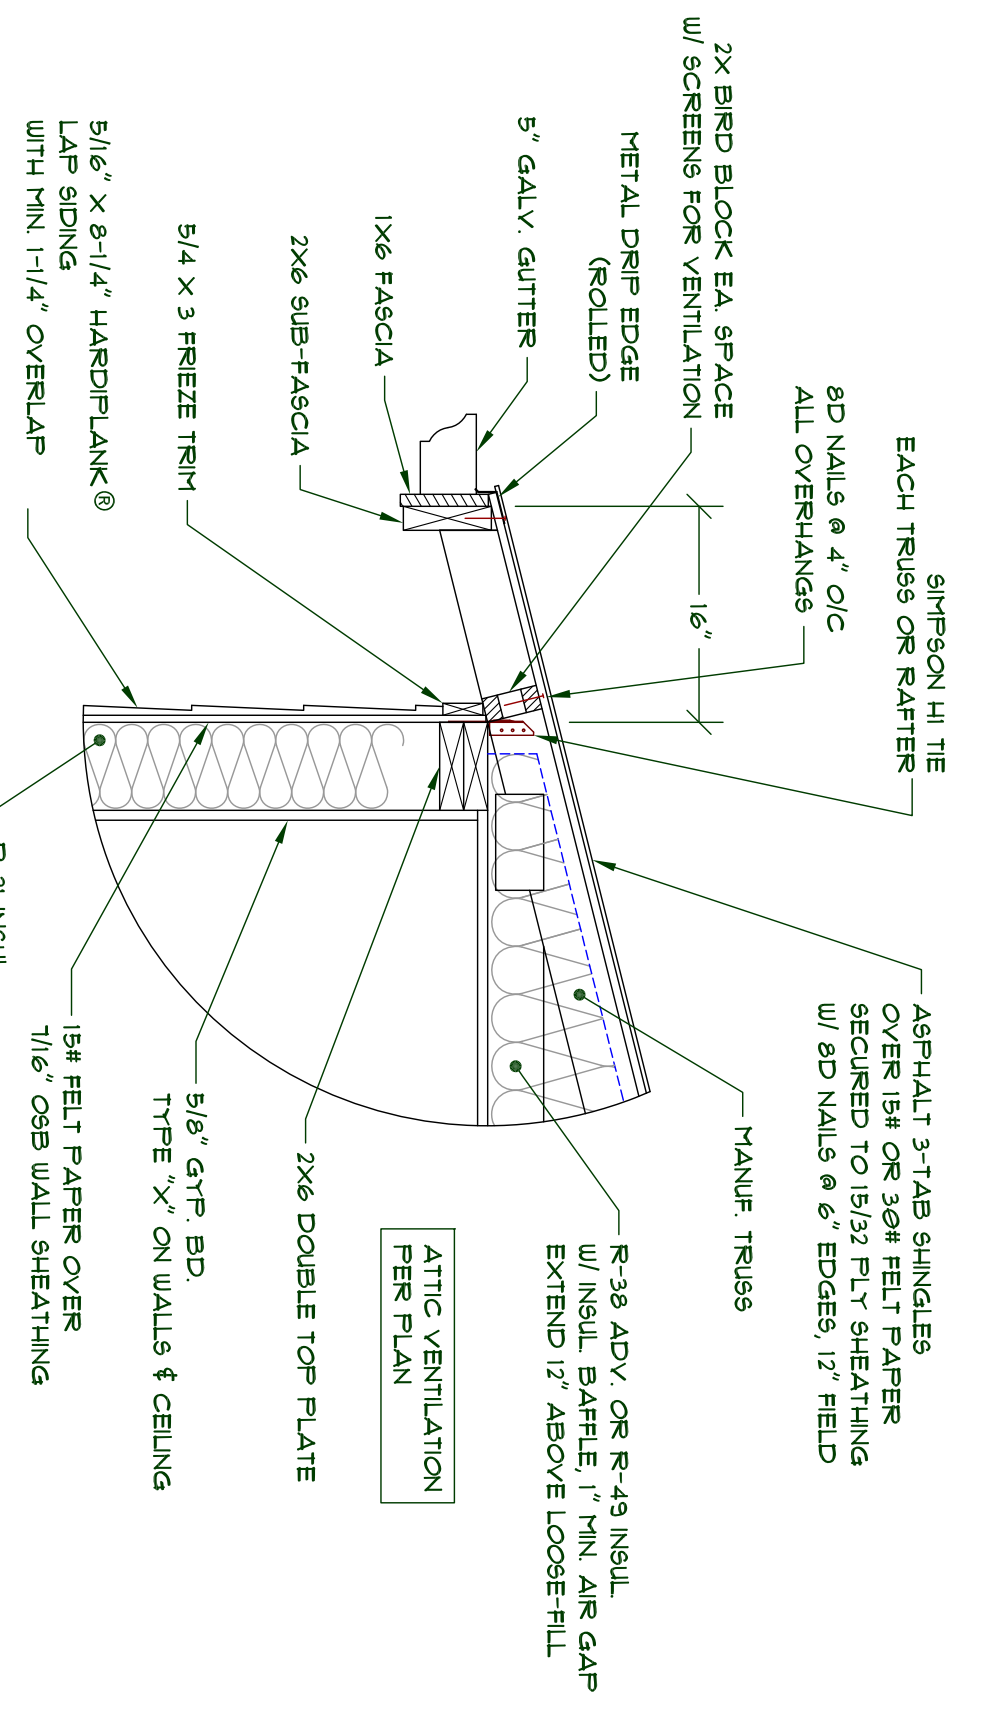 SIMPSON H1 TIE
EACH TRUSS OR RAFTER
8D NAILS @ 4" O/C
ALL OVERHANGS
2X BIRD BLOCK EA. SPACE
W/ SCREENS FOR VENTILATION
METAL DRIP EDGE
(ROLLED)
5" GALV. GUTTER
1X6 FASCIA
2X6 SUB-FASCIA
5/4 X 3 FRIEZE TRIM
5/16" X 8-1/4" HARDIPLANK®
LAP SIDING
WITH MIN. 1-1/4" OVERLAP
16"
ASPHALT 3-TAB SHINGLES
OVER 15# OR 30# FELT PAPER
SECURED TO 15/32 PLY SHEATHING
W/ 8D NAILS @ 6" EDGES, 12" FIELD
MANUF. TRUSS
R-38 ADV. OR R-49 INSUL.
W/ INSUL. BAFFLE, 1" MIN. AIR GAP
EXTEND 12" ABOVE LOOSE-FILL
ATTIC VENTILATION
PER PLAN
2X6 DOUBLE TOP PLATE
5/8" GYP. BD.
TYPE "X" ON WALLS & CEILING
15# FELT PAPER OVER
7/16" OSB WALL SHEATHING